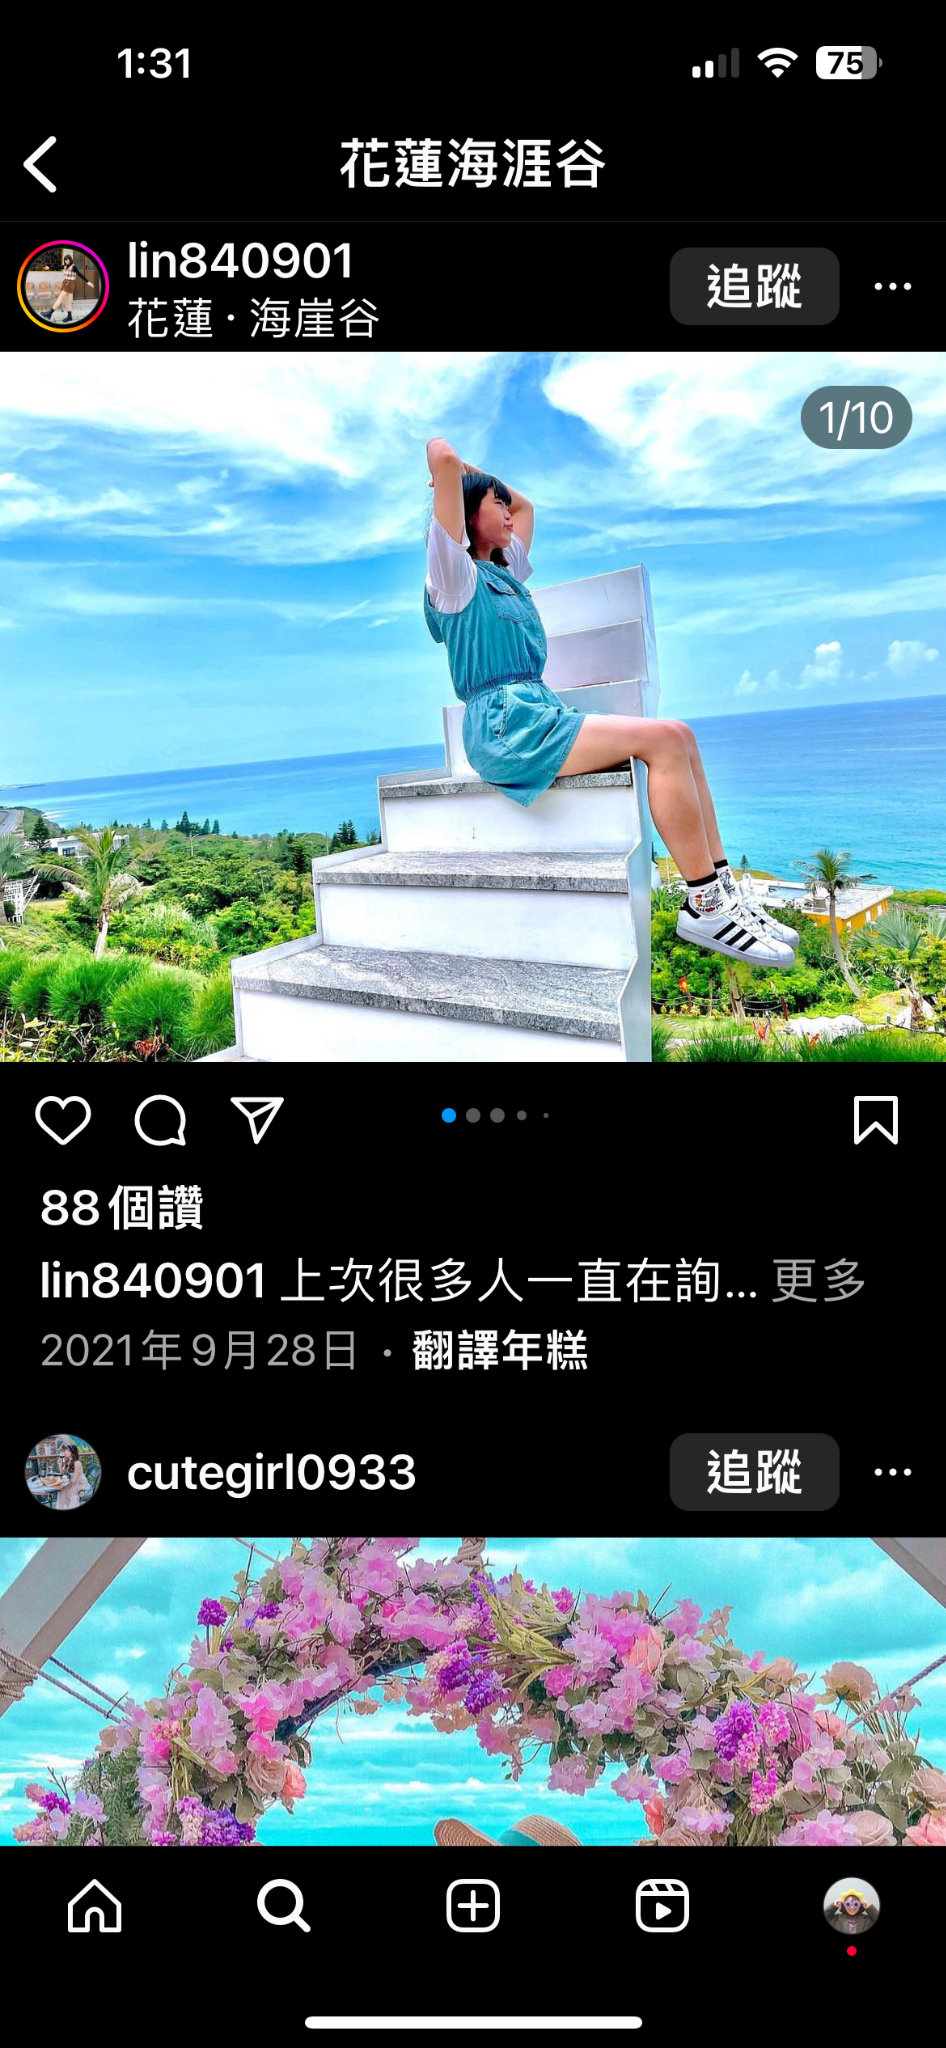 1:31
75
花蓮海涯谷
lin840901
花蓮·海崖谷
追蹤
1/10
88個讚
lin840901 上次很多人一直在詢... 更多
2021年9月28日 · 翻譯年糕
cutegirl0933
追蹤